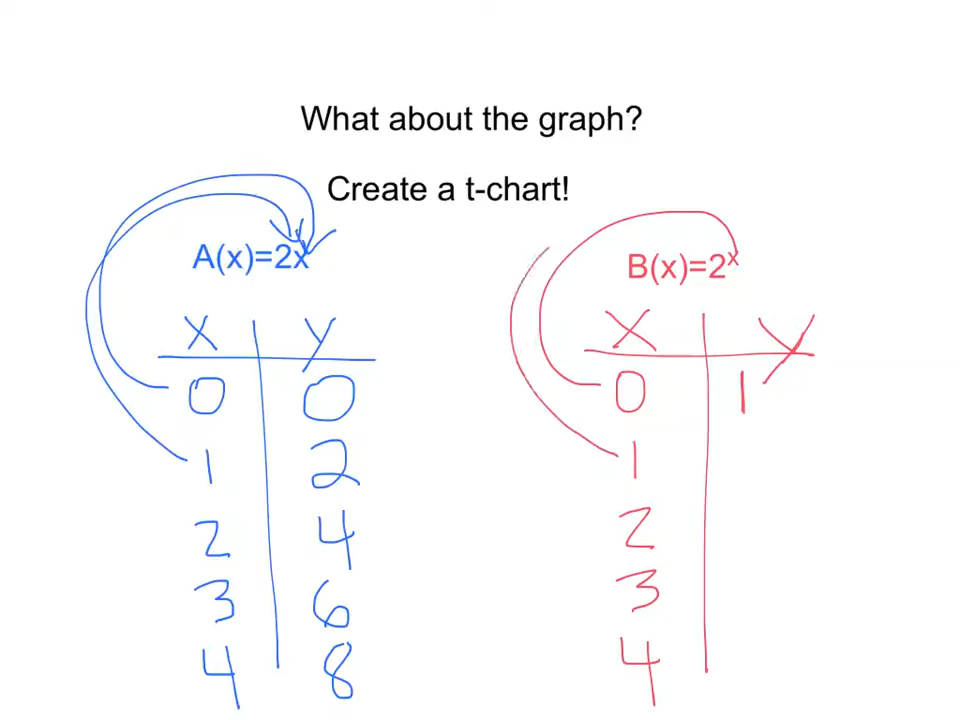 What about the graph?
Create a t-chart!
A(x)=2x
X Y
0 0
1 2
2 4
3 6
4 8
B(x)=2ˣ
X Y
0 1
1
2
3
4